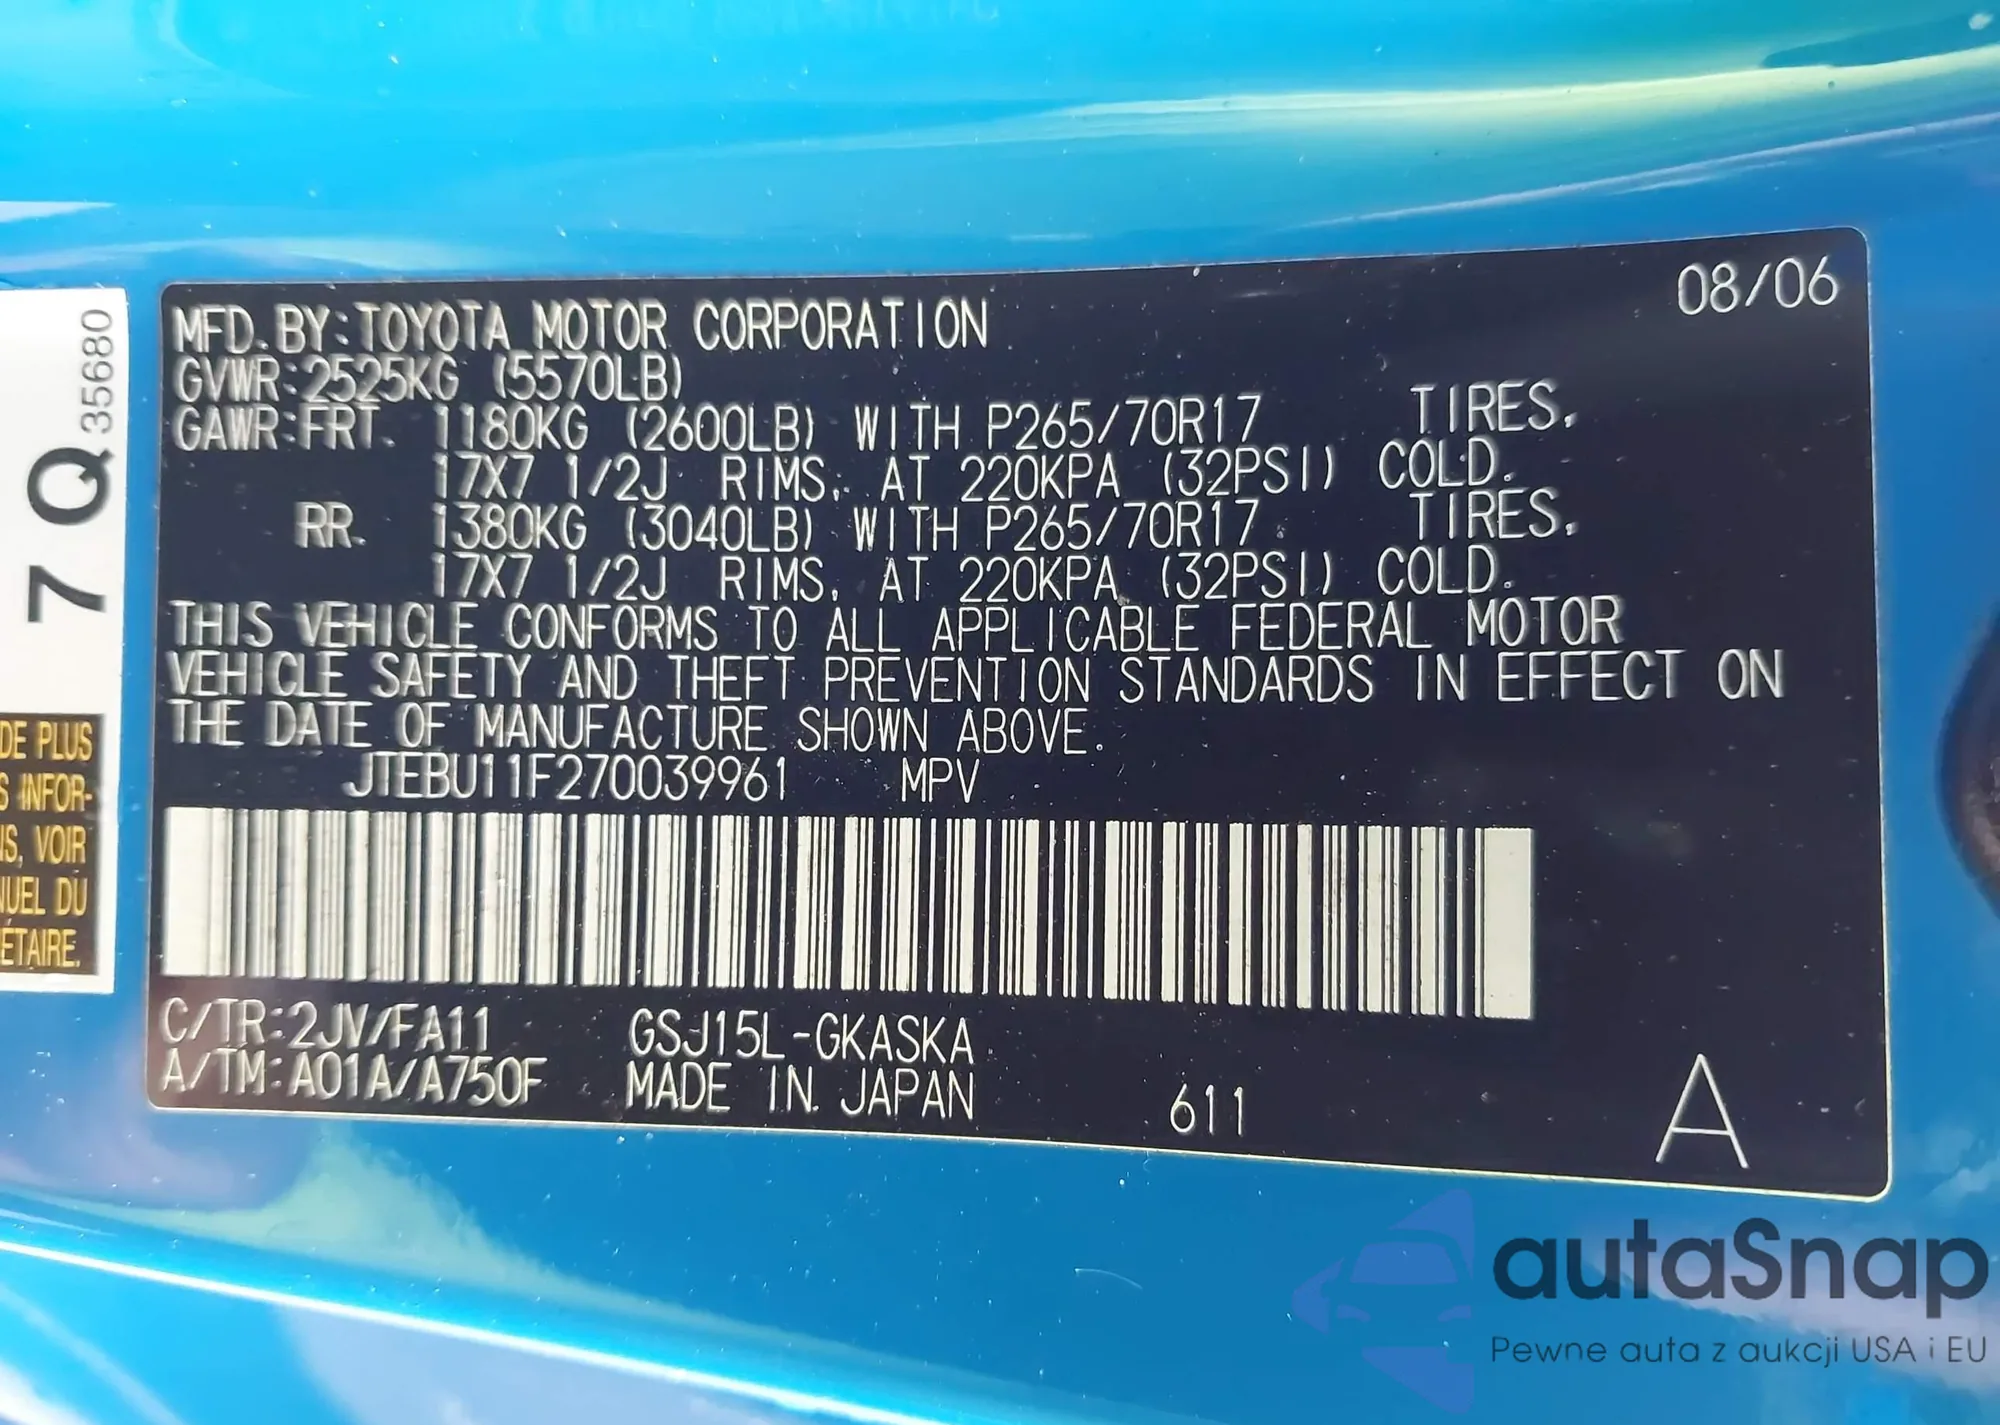 08/06
MFD. BY: TOYOTA MOTOR CORPORATION
GVWR: 2525KG (5570LB)
GAWR: FRT. 1180KG (2600LB) WITH P265/70R17 TIRES.
17X7 1/2J RIMS. AT 220KPA (32PSI) COLD.
RR. 1380KG (3040LB) WITH P265/70R17 TIRES.
17X7 1/2J RIMS. AT 220KPA (32PSI) COLD.
THIS VEHICLE CONFORMS TO ALL APPLICABLE FEDERAL MOTOR
VEHICLE SAFETY AND THEFT PREVENTION STANDARDS IN EFFECT ON
THE DATE OF MANUFACTURE SHOWN ABOVE.
JTEBU11F270039961 MPV
C/TR: 2JV/FA11 GSJ15L-GKASKA
A/TM: A01A/A750F MADE IN JAPAN 611
A
7 Q 35680
DE PLUS
INFOR-
VOIR
DU
autaSnap
Pewne auta z aukcji USA i EU